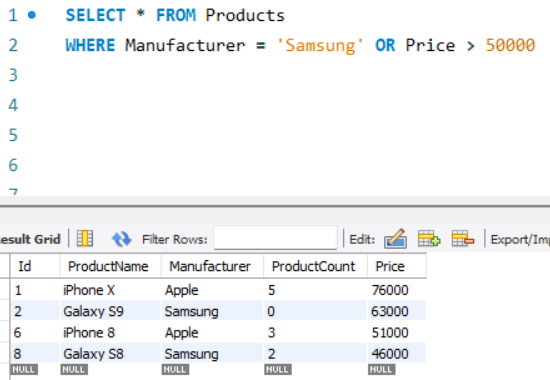 1 SELECT * FROM Products
2 WHERE Manufacturer = 'Samsung' OR Price > 50000
3
4
5
6
7
esult Grid Filter Rows: Edit: Export/Imp
Id ProductName Manufacturer ProductCount Price
1 iPhone X Apple 5 76000
2 Galaxy S9 Samsung 0 63000
6 iPhone 8 Apple 3 51000
8 Galaxy S8 Samsung 2 46000
NULL NULL NULL NULL NULL